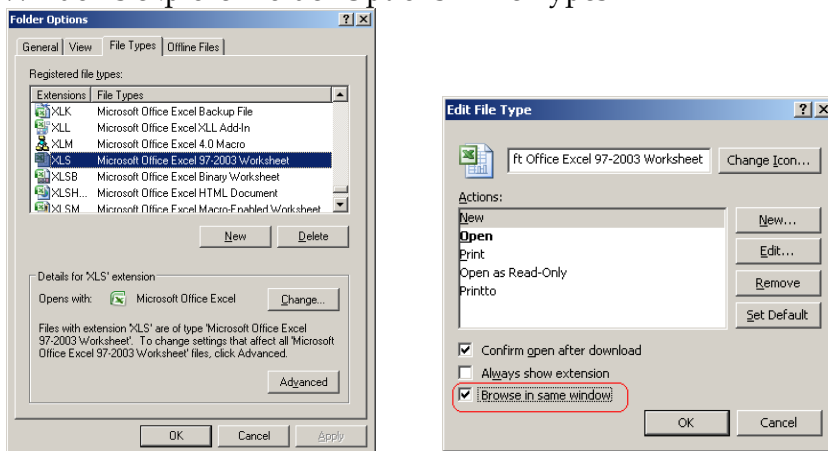 Folder Options
General View File Types Offline Files
Registered file types:
Extensions File Types
XLK Microsoft Office Excel Backup File
XLL Microsoft Office Excel XLL Add-In
XLM Microsoft Office Excel 4.0 Macro
XLS Microsoft Office Excel 97-2003 Worksheet
XLSB Microsoft Office Excel Binary Worksheet
XLSH... Microsoft Office Excel HTML Document
XLSM Microsoft Office Excel Macro-Enabled Worksheet
New Delete
Details for 'XLS' extension
Opens with: Microsoft Office Excel Change...
Files with extension 'XLS' are of type 'Microsoft Office Excel
97-2003 Worksheet'. To change settings that affect all 'Microsoft
Office Excel 97-2003 Worksheet' files, click Advanced.
Advanced
OK Cancel Apply
Edit File Type
ft Office Excel 97-2003 Worksheet Change Icon...
Actions:
New
Open
Print
Open as Read-Only
Printto
New...
Edit...
Remove
Set Default
Confirm open after download
Always show extension
Browse in same window
OK Cancel